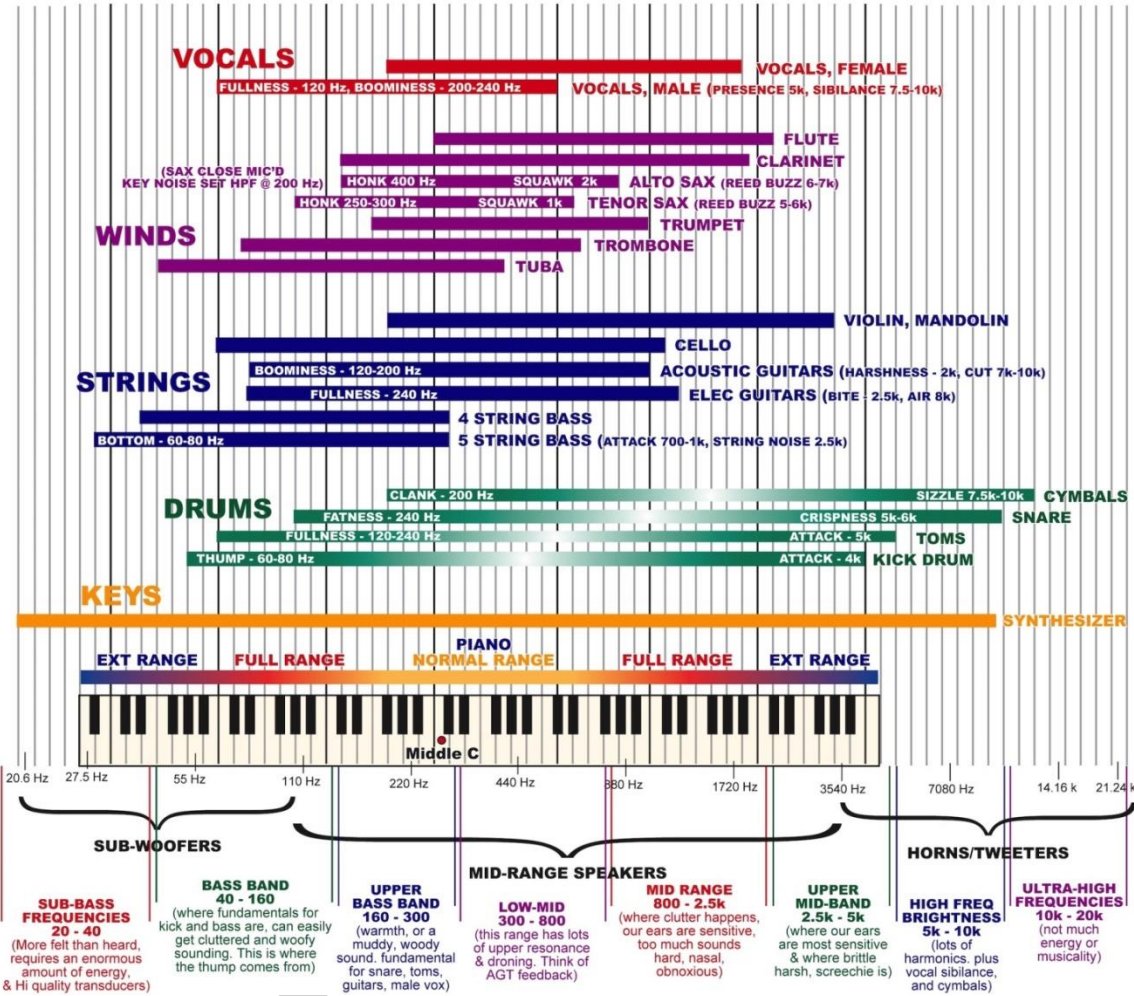 VOCALS
VOCALS, FEMALE
FULLNESS - 120 Hz, BOOMINESS - 200-240 Hz
VOCALS, MALE (PRESENCE 5k, SIBILANCE 7.5-10k)
FLUTE
CLARINET
(SAX CLOSE MIC'D
KEY NOISE SET HPF @ 200 Hz)
HONK 400 Hz SQUAWK 2k
ALTO SAX (REED BUZZ 6-7k)
HONK 250-300 Hz SQUAWK 1k
TENOR SAX (REED BUZZ 5-6k)
TRUMPET
WINDS
TROMBONE
TUBA
VIOLIN, MANDOLIN
CELLO
STRINGS
BOOMINESS - 120-200 Hz
ACOUSTIC GUITARS (HARSHNESS - 2k, CUT 7k-10k)
FULLNESS - 240 Hz
ELEC GUITARS (BITE - 2.5k, AIR 8k)
4 STRING BASS
BOTTOM - 60-80 Hz
5 STRING BASS (ATTACK 700-1k, STRING NOISE 2.5k)
DRUMS
CLANK - 200 Hz SIZZLE 7.5k-10k
CYMBALS
FATNESS - 240 Hz CRISPNESS 5k-6k
SNARE
FULLNESS - 120-240 Hz ATTACK - 5k
TOMS
THUMP - 60-80 Hz ATTACK - 4k
KICK DRUM
KEYS
SYNTHESIZER
PIANO
EXT RANGE FULL RANGE NORMAL RANGE FULL RANGE EXT RANGE
Middle C
20.6 Hz 27.5 Hz 55 Hz 110 Hz 220 Hz 440 Hz 880 Hz 1720 Hz 3540 Hz 7080 Hz 14.16 k 21.24 k
SUB-WOOFERS
MID-RANGE SPEAKERS
HORNS/TWEETERS
SUB-BASS
FREQUENCIES
20 - 40
(More felt than heard,
requires an enormous
amount of energy,
& Hi quality transducers)
BASS BAND
40 - 160
(where fundamentals for
kick and bass are, can easily
get cluttered and woofy
sounding. This is where
the thump comes from)
UPPER
BASS BAND
160 - 300
(warmth, or a
muddy, woody
sound. fundamental
for snare, toms,
guitars, male vox)
LOW-MID
300 - 800
(this range has lots
of upper resonance
& droning. Think of
AGT feedback)
MID RANGE
800 - 2.5k
(where clutter happens,
our ears are sensitive,
too much sounds
hard, nasal,
obnoxious)
UPPER
MID-BAND
2.5k - 5k
(where our ears
are most sensitive
& where brittle
harsh, screechie is)
HIGH FREQ
BRIGHTNESS
5k - 10k
(lots of
harmonics. plus
vocal sibilance,
and cymbals)
ULTRA-HIGH
FREQUENCIES
10k - 20k
(not much
energy or
musicality)